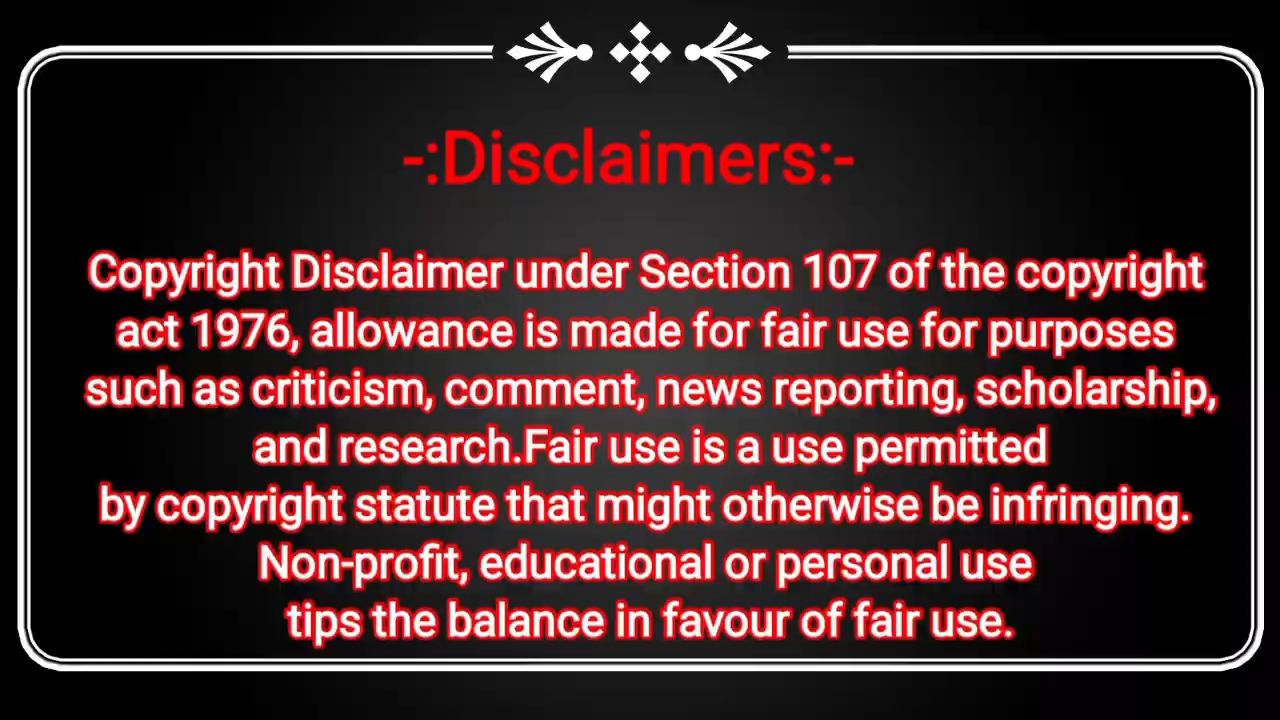 -:Disclaimers:-
Copyright Disclaimer under Section 107 of the copyright
act 1976, allowance is made for fair use for purposes
such as criticism, comment, news reporting, scholarship,
and research.Fair use is a use permitted
by copyright statute that might otherwise be infringing.
Non-profit, educational or personal use
tips the balance in favour of fair use.